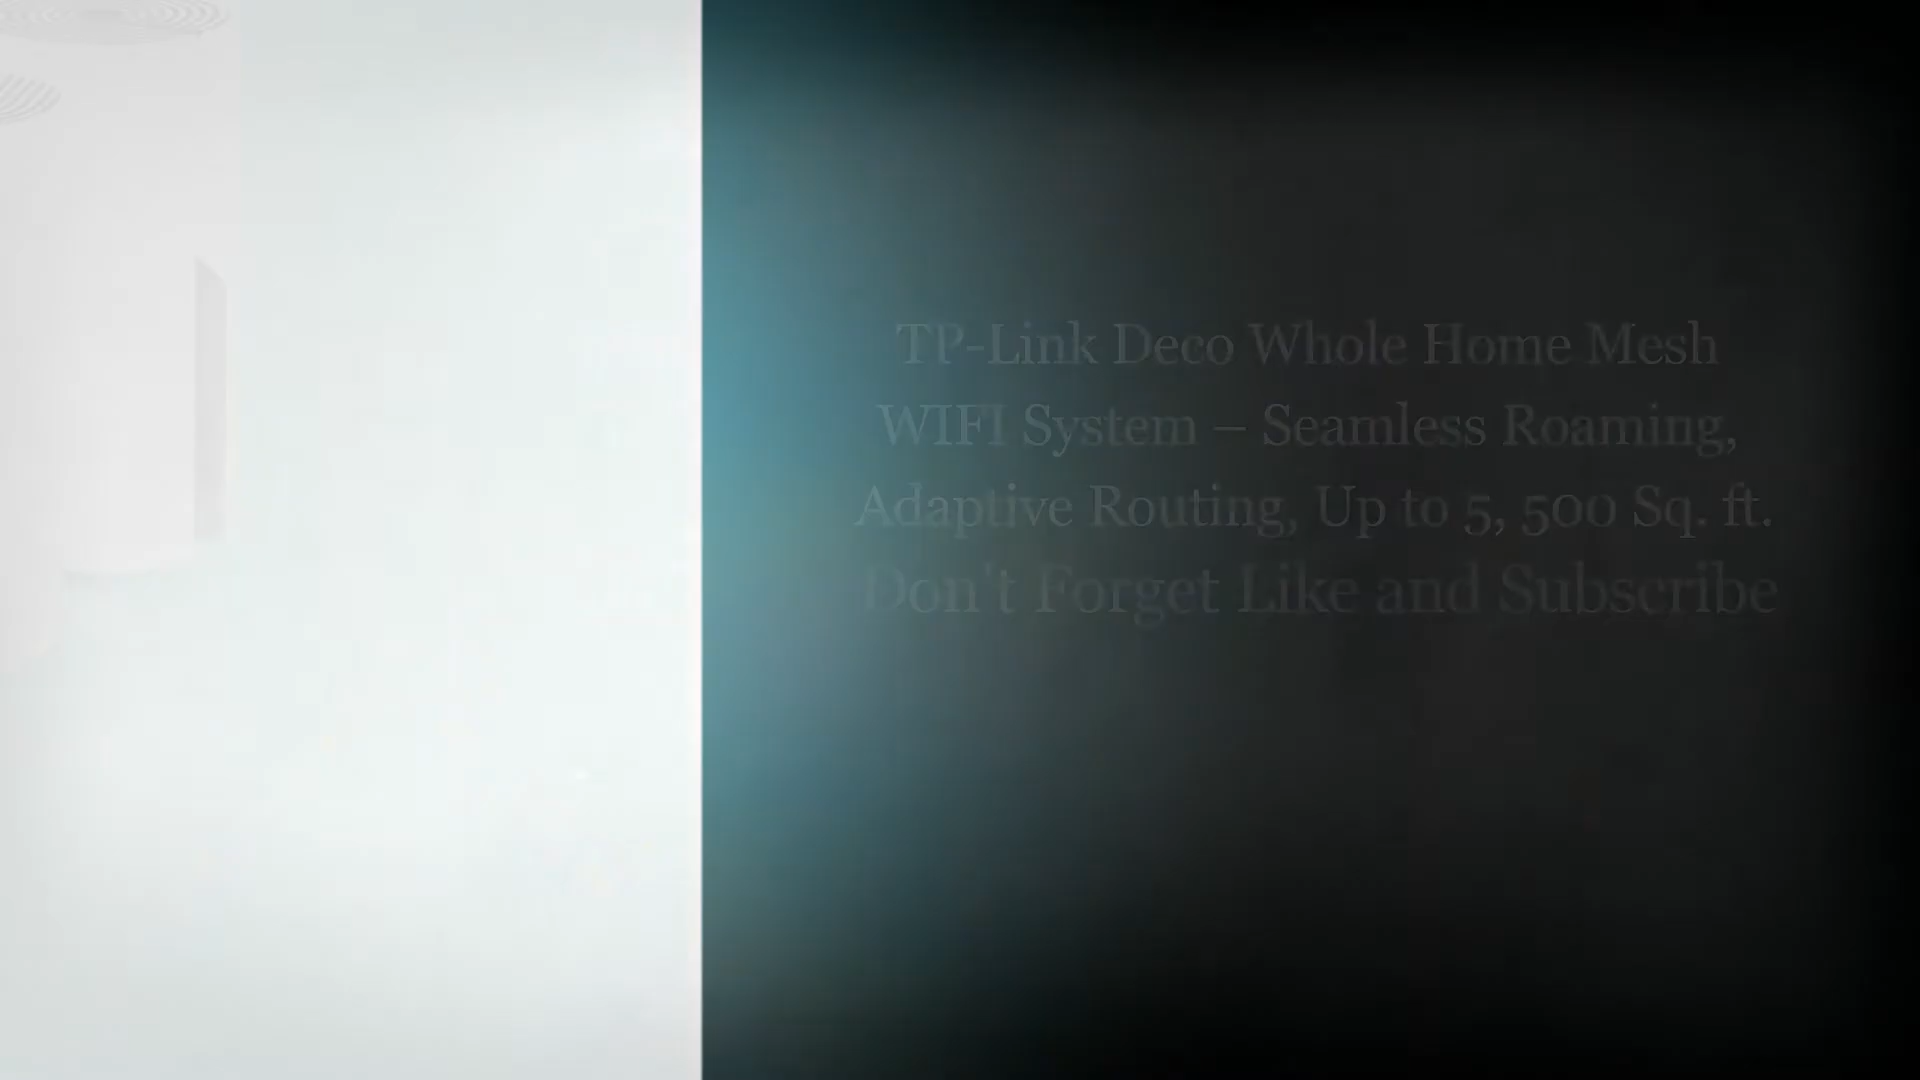 TP-Link Deco Whole Home Mesh
WIFI System – Seamless Roaming,
Adaptive Routing, Up to 5, 500 Sq. ft.
Don't Forget Like and Subscribe